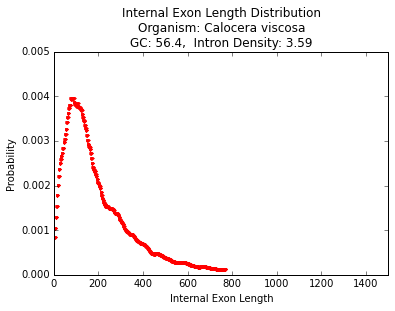 Internal Exon Length Distribution
Organism: Calocera viscosa
GC: 56.4,  Intron Density: 3.59
0.005
0.004
0.003
0.002
0.001
0.000
Probability
0 200 400 600 800 1000 1200 1400
Internal Exon Length